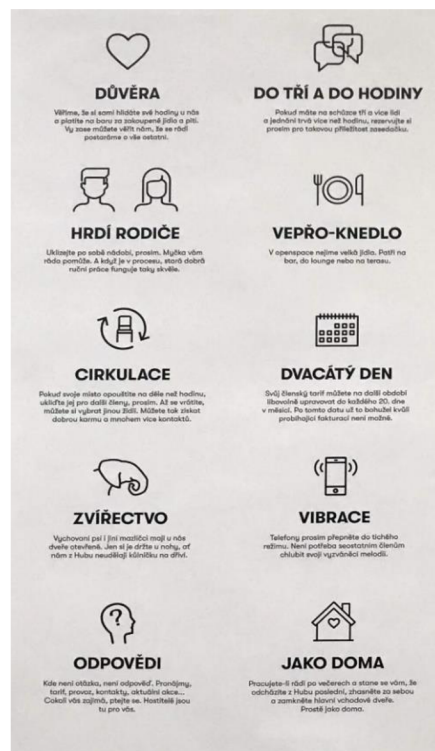 DŮVĚRA
Věříme, že si sami hlídáte své hodiny u nás
a platíte na baru za zakoupené jídlo a pití.
Vy zase můžete věřit nám, že se rádi
postaráme o vše ostatní.
DO TŘÍ A DO HODINY
Pokud máte na schůzce tři a více lidí
a jednání trvá více než hodinu, rezervujte si
prosím pro takovou příležitost zasedačku.
HRDÍ RODIČE
Uklízejte po sobě nádobí, prosím. Myčka vám
ráda pomůže. A když je v procesu, stará dobrá
ruční práce funguje taky skvěle.
VEPŘO-KNEDLO
V openspace nejíme velká jídla. Patří na
bar, do lounge nebo na terasu.
CIRKULACE
Pokud svoje místo opouštíte na déle než hodinu,
ukliďte jej pro další členy, prosím. Až se vrátíte,
můžete si vybrat jinou židli. Můžete tak získat
dobrou karmu a mnohem více kontaktů.
DVACÁTÝ DEN
Svůj členský tarif můžete na další období
libovolně upravovat do každého 20. dne
v měsíci. Po tomto datu už to bohužel kvůli
probíhající fakturaci není možné.
ZVÍŘECTVO
Vychovaní psi i jiní mazlíčci mají u nás
dveře otevřené. Jen si je držte u nohy, ať
nám z Hubu neudělají kůlničku na dříví.
VIBRACE
Telefony prosím přepněte do tichého
režimu. Není potřeba seostatním členům
chlubit svojí vyzváněcí melodií.
ODPOVĚDI
Kde není otázka, není odpověď. Pronájmy,
tarif, provoz, kontakty, aktuální akce...
Cokoli vás zajímá, ptejte se. Hostitelé jsou
tu pro vás.
JAKO DOMA
Pracujete-li rádi po večerech a stane se vám, že
odcházíte z Hubu poslední, zhasněte za sebou
a zamkněte hlavní vchodové dveře.
Prostě jako doma.